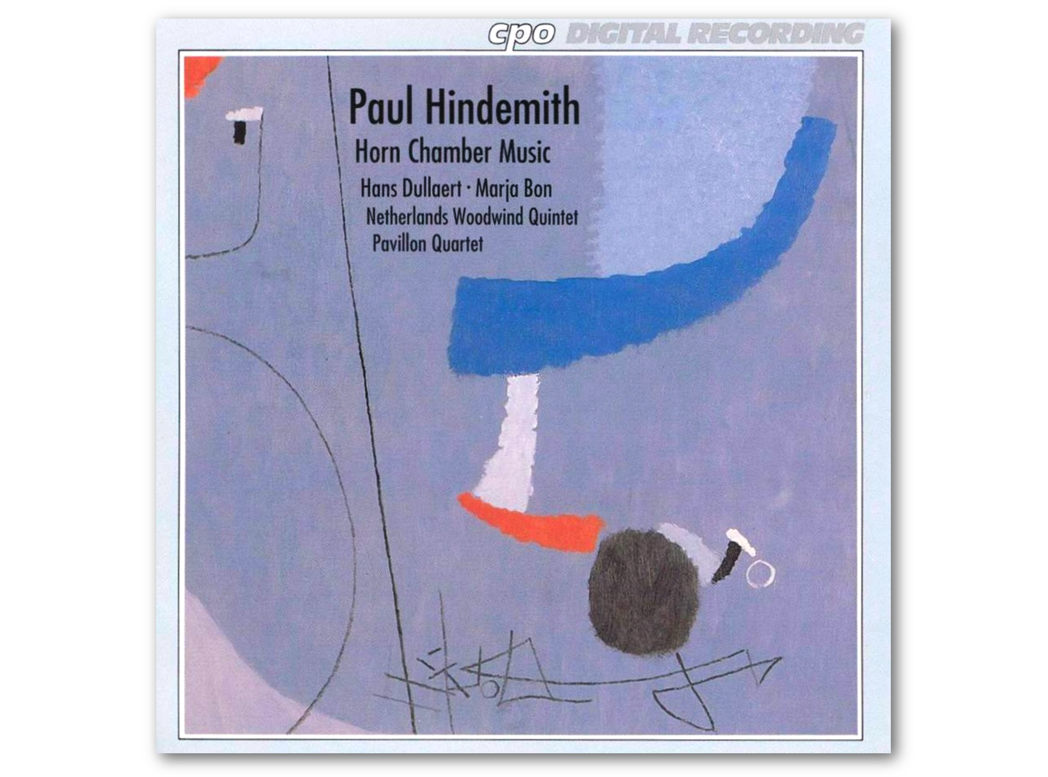 cpo DIGITAL RECORDING
Paul Hindemith
Horn Chamber Music
Hans Dullaert · Marja Bon
Netherlands Woodwind Quintet
Pavillon Quartet